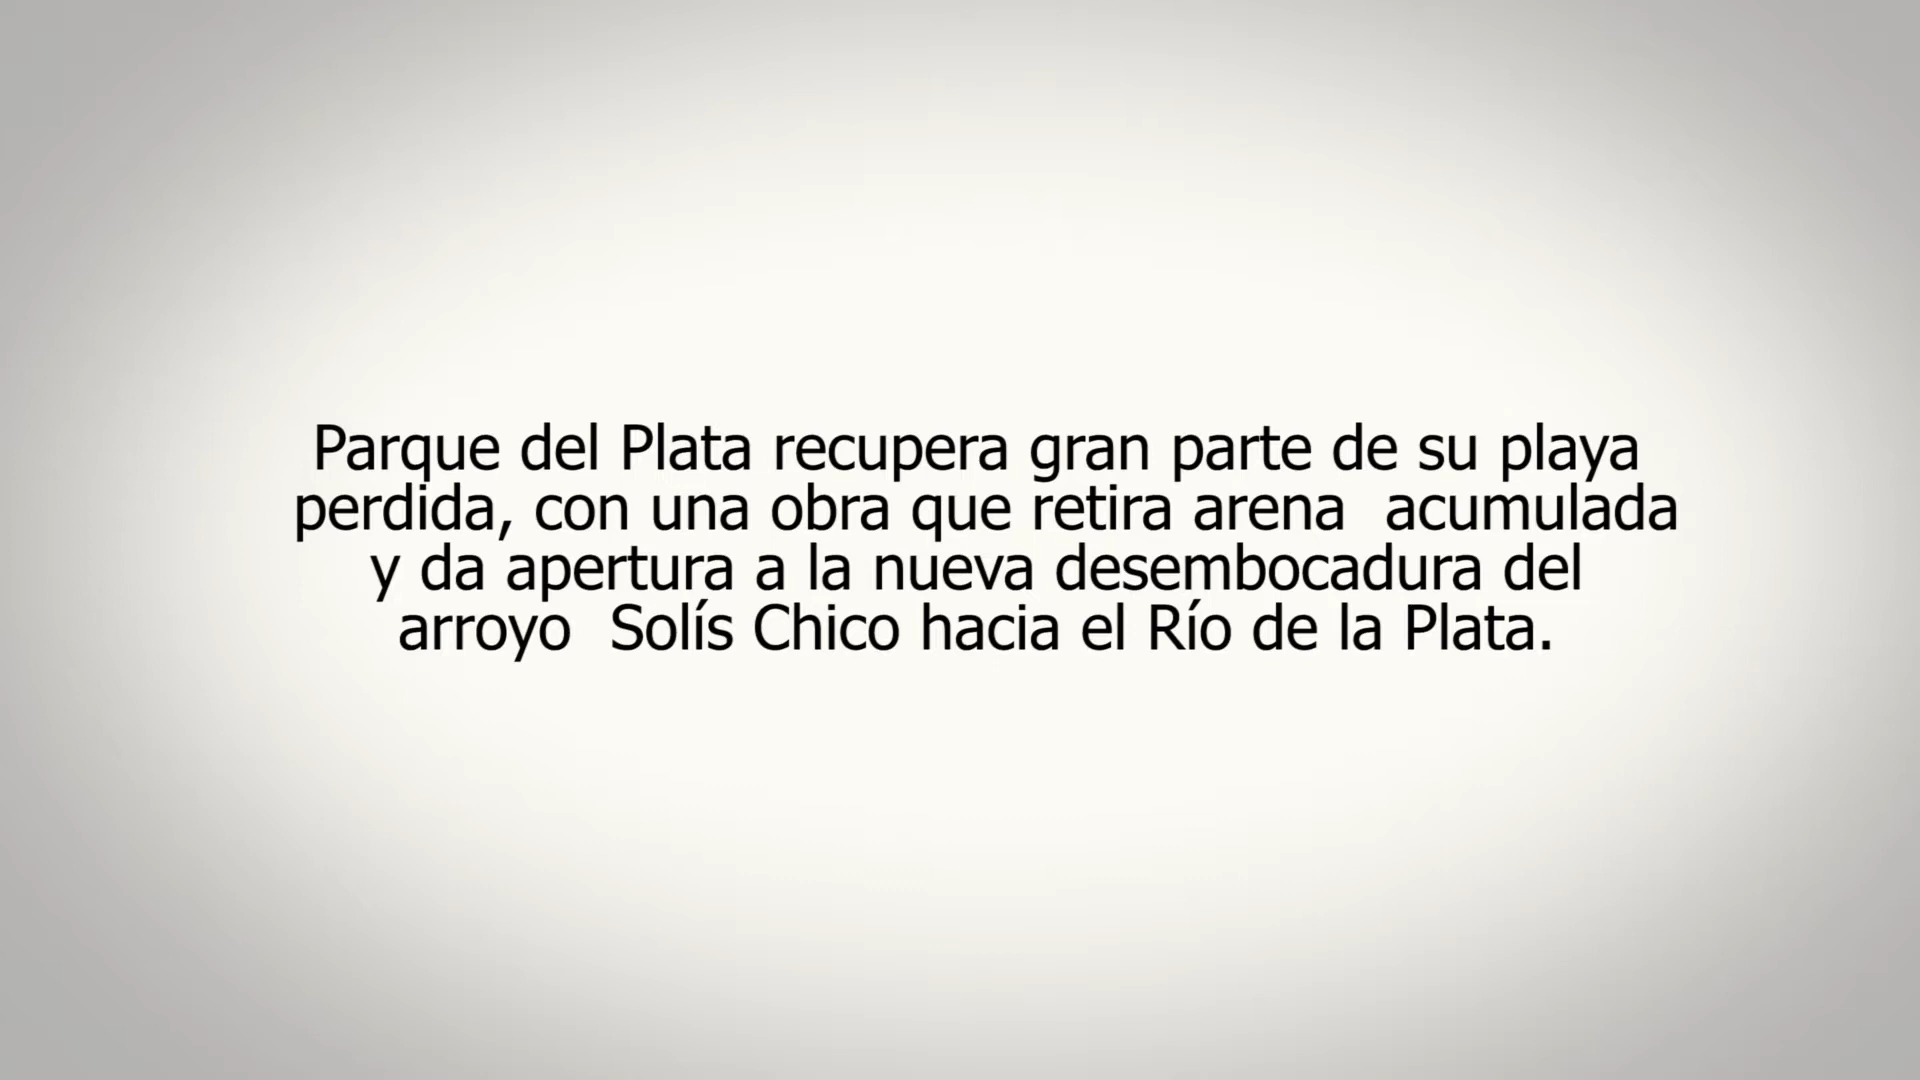 Parque del Plata recupera gran parte de su playa
perdida, con una obra que retira arena  acumulada
y da apertura a la nueva desembocadura del
arroyo  Solís Chico hacia el Río de la Plata.